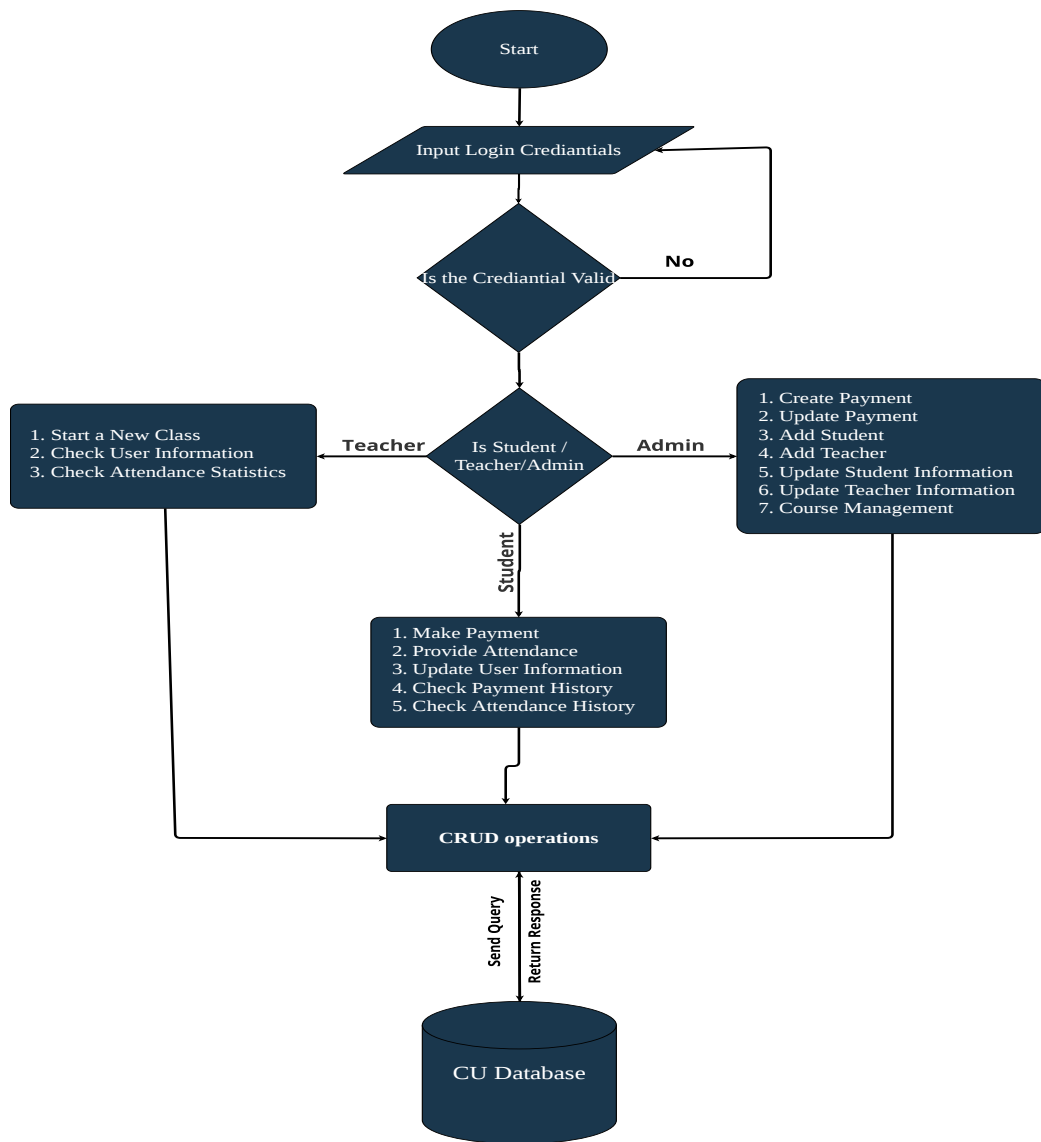 Start
Input Login Crediantials
Is the Crediantial Valid
No
Is Student /
Teacher/Admin
Teacher
Admin
Student
1. Start a New Class
2. Check User Information
3. Check Attendance Statistics
1. Create Payment
2. Update Payment
3. Add Student
4. Add Teacher
5. Update Student Information
6. Update Teacher Information
7. Course Management
1. Make Payment
2. Provide Attendance
3. Update User Information
4. Check Payment History
5. Check Attendance History
CRUD operations
Send Query
Return Response
CU Database